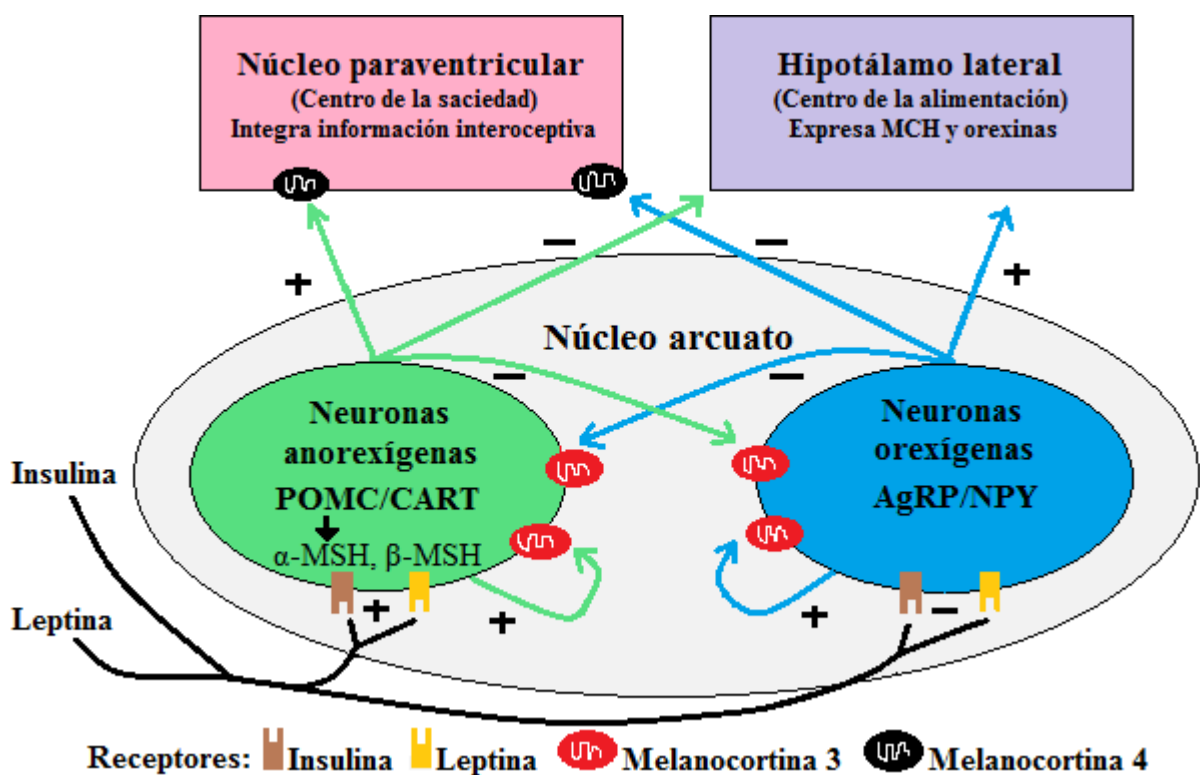 Núcleo paraventricular
(Centro de la saciedad)
Integra información interoceptiva
Hipotálamo lateral
(Centro de la alimentación)
Expresa MCH y orexinas
+
−
−
+
Núcleo arcuato
−
−
Neuronas
anorexígenas
POMC/CART
α-MSH, β-MSH
Neuronas
orexígenas
AgRP/NPY
Insulina
Leptina
+
+
+
−
Receptores: Insulina Leptina Melanocortina 3 Melanocortina 4